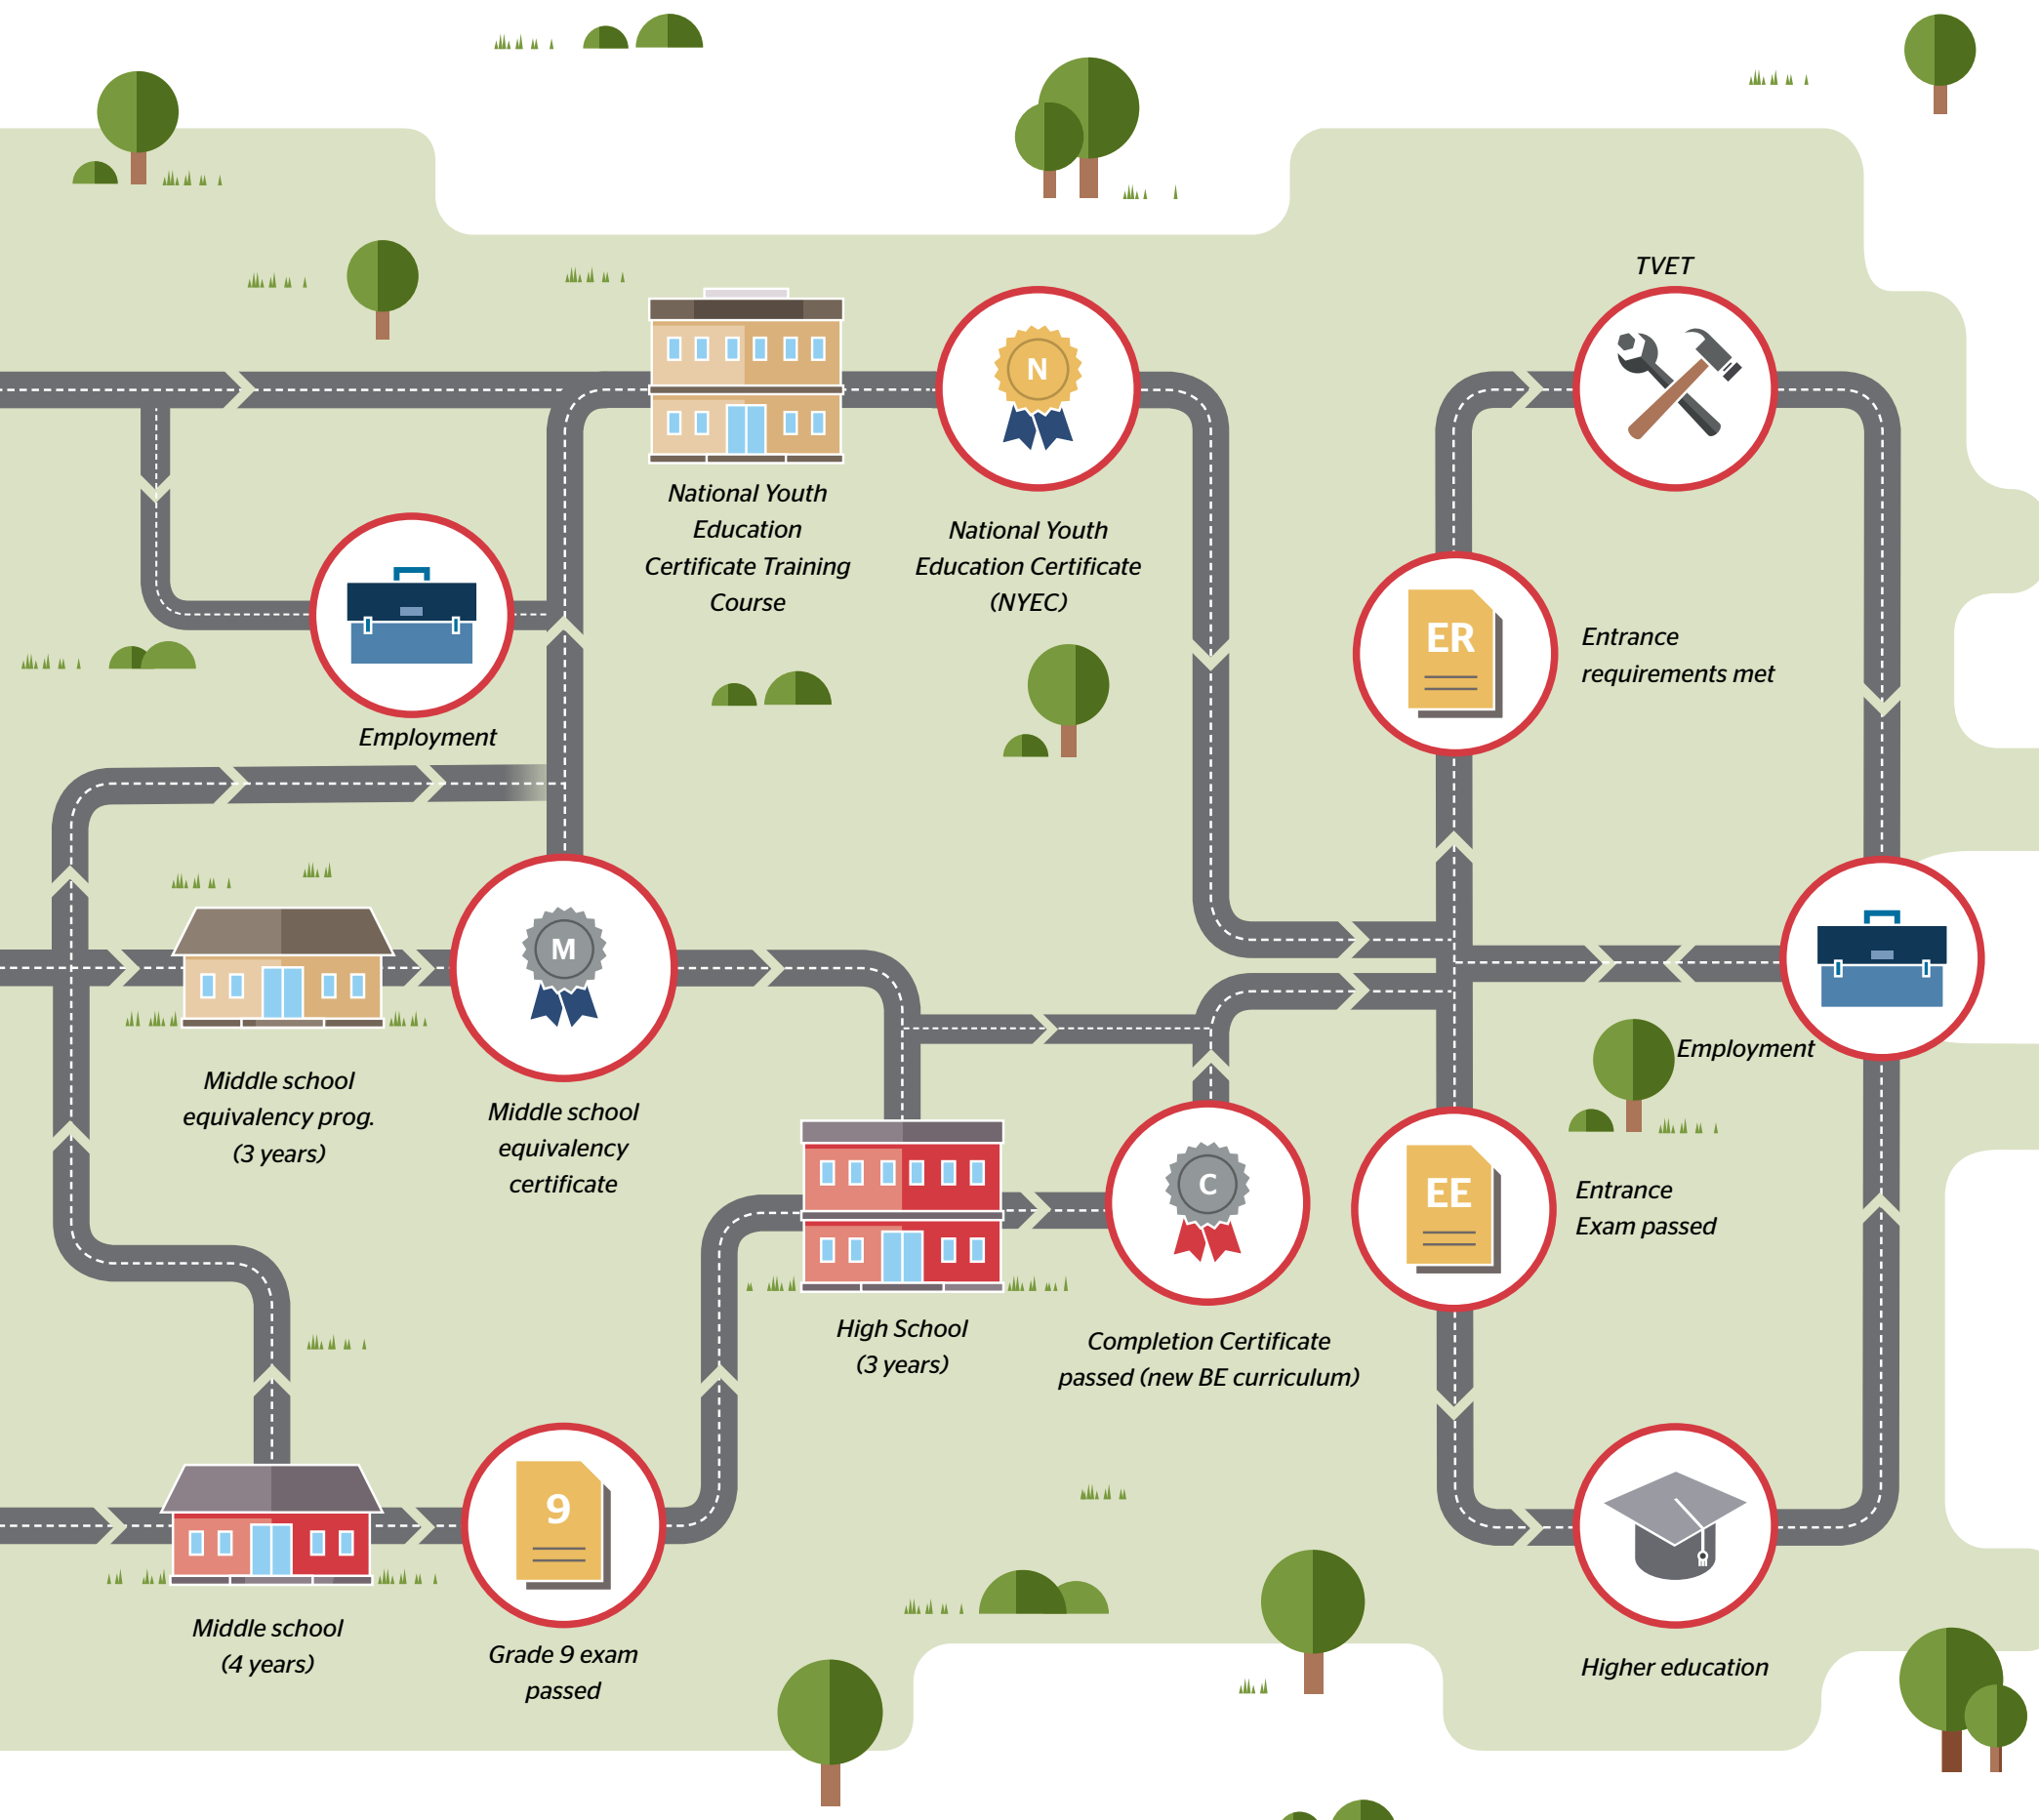 TVET
N
National Youth
Education
Certificate Training
Course
National Youth
Education Certificate
(NYEC)
ER
Entrance
requirements met
Employment
M
Middle school
equivalency prog.
(3 years)
Middle school
equivalency
certificate
Employment
C
EE
Entrance
Exam passed
High School
(3 years)
Completion Certificate
passed (new BE curriculum)
9
Middle school
(4 years)
Grade 9 exam
passed
Higher education